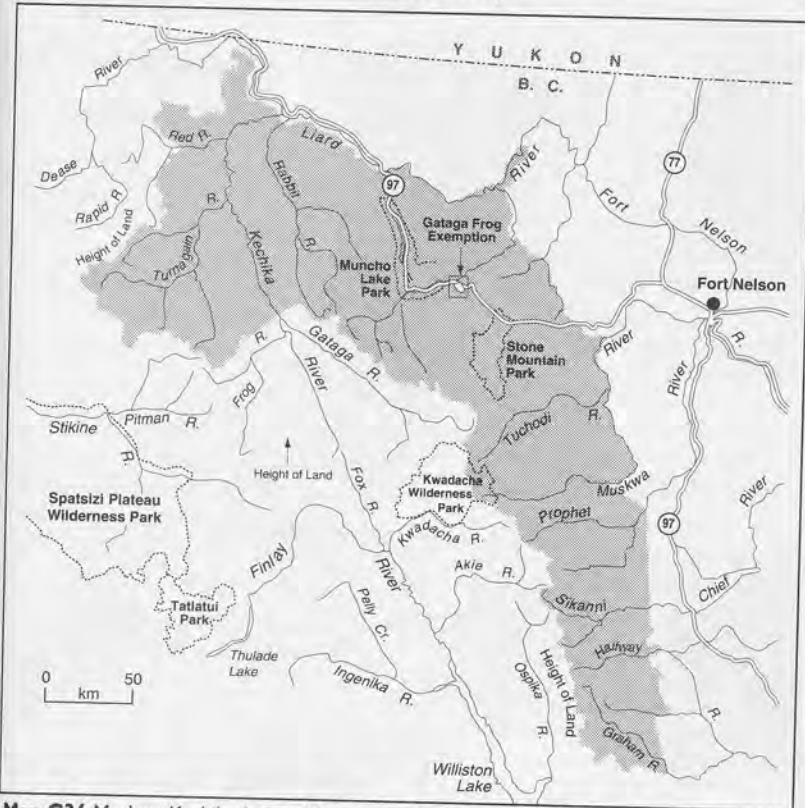 YUKON
B. C.
River
Red R.
Liard
River
97
77
Dease
Rapid R.
Height of Land
R.
Turnagain
Kechika
Rabbit
R.
Gataga Frog
Exemption
Fort
Nelson
Fort Nelson
R.
Muncho
Lake
Park
Stone
Mountain
Park
River
River
R.
Gataga R.
River
Frog
Tuchodi R.
Stikine
Pitman R.
R.
Height of Land
Fox R.
Kwadacha
Wilderness
Park
Muskwa
Prophet
River
97
Spatsizi Plateau
Wilderness Park
Kwadacha R.
Finlay
River
Akie R.
Chief
Sikanni
Tatlatui
Park
Pelly Cr.
Halfway
R.
Thulade
Lake
Ospika R.
Height of Land
0 50
km
Ingenika R.
Graham R.
Williston
Lake